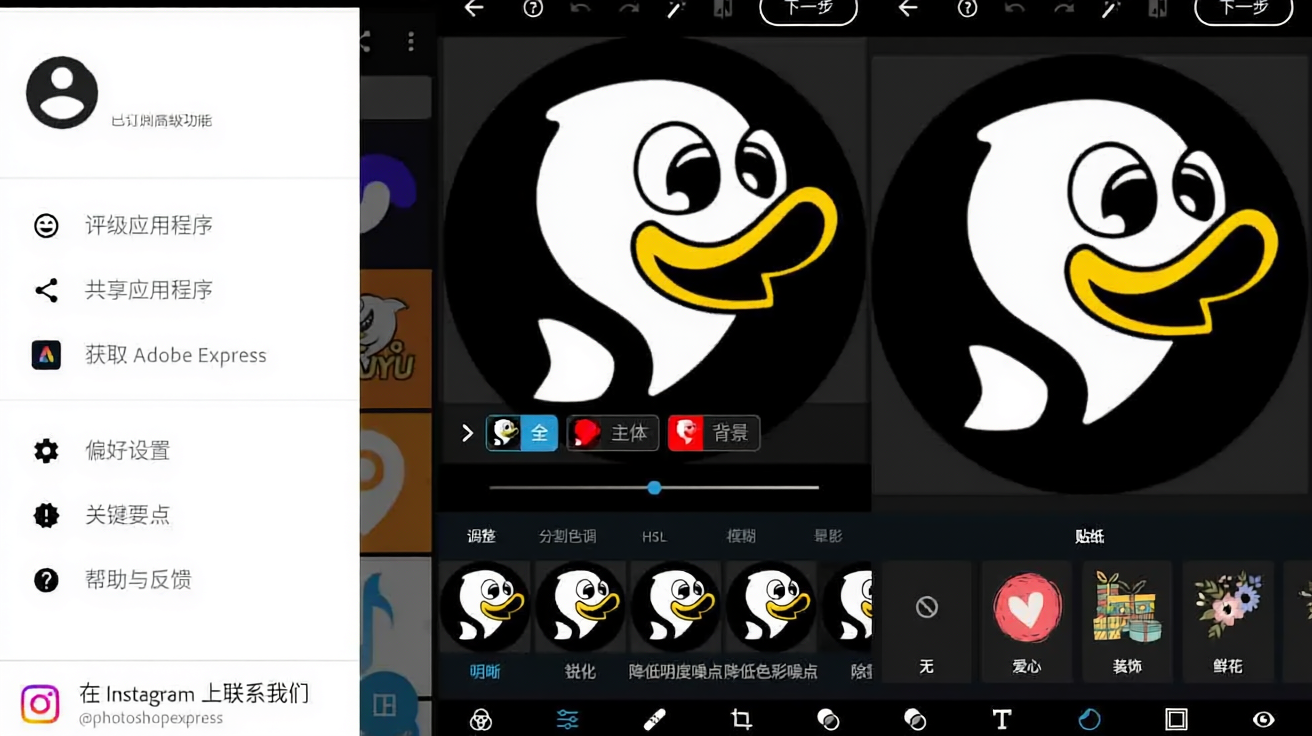 已订阅高级功能
评级应用程序
共享应用程序
获取 Adobe Express
偏好设置
关键要点
帮助与反馈
在 Instagram 上联系我们
@photoshopexpress
下一步
全
主体
背景
调整
分割色调
HSL
模糊
晕影
明晰
锐化
降低明度噪点
降低色彩噪点
下一步
贴纸
无
爱心
装饰
鲜花